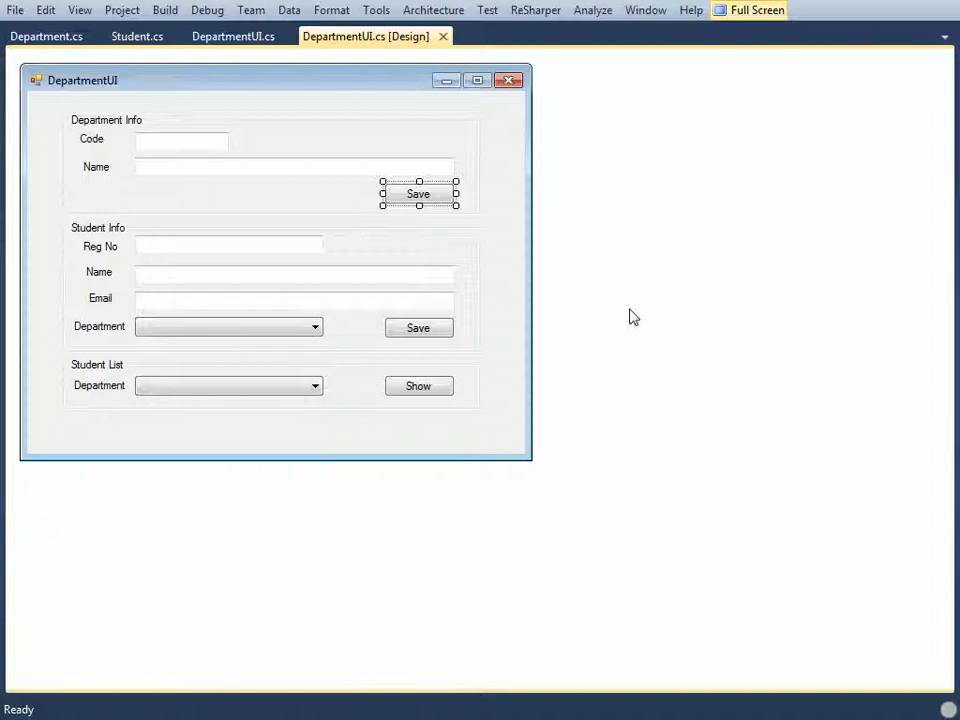 File Edit View Project Build Debug Team Data Format Tools Architecture Test ReSharper Analyze Window Help Full Screen
Department.cs Student.cs DepartmentUI.cs DepartmentUI.cs [Design]
DepartmentUI
Department Info
Code
Name
Save
Student Info
Reg No
Name
Email
Department Save
Student List
Department Show
Ready